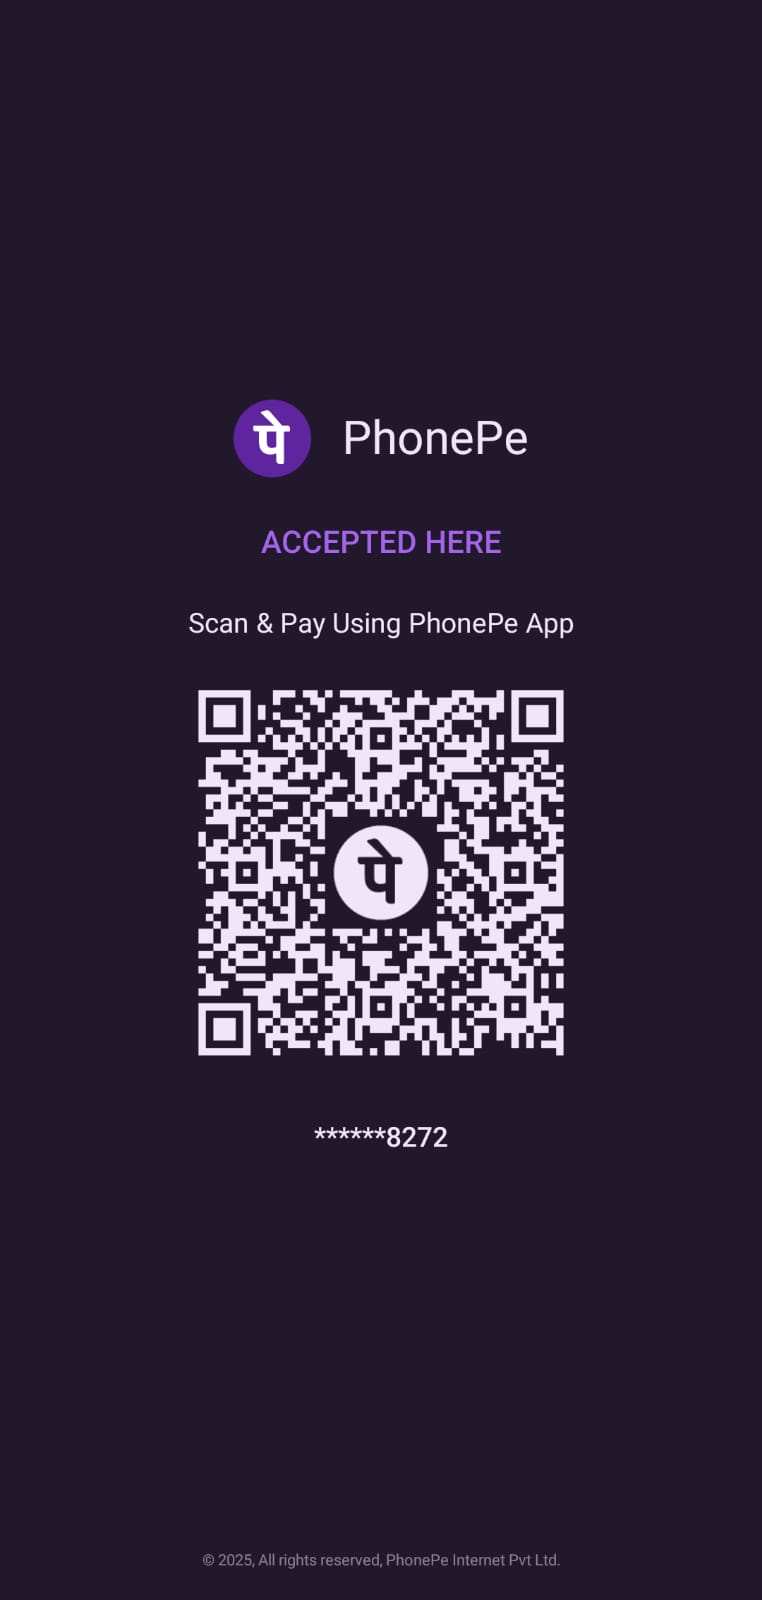 पे PhonePe
ACCEPTED HERE
Scan & Pay Using PhonePe App
पे
******8272
© 2025, All rights reserved, PhonePe Internet Pvt Ltd.